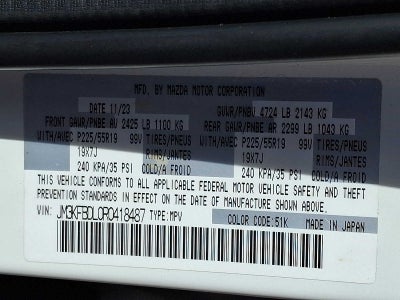 MFD. BY MAZDA MOTOR CORPORATION
DATE 11/23 GVWR/PNBV 4724 LB 2143 KG
FRONT GAWR/PNBE AV 2425 LB 1100 KG REAR GAWR/PNBE AR 2299 LB 1043 KG
WITH/AVEC P225/55R19 99V TIRES/PNEUS WITH/AVEC P225/55R19 99V TIRES/PNEUS
19X7J RIMS/JANTES 19X7J RIMS/JANTES
240 KPA/35 PSI COLD/A FROID 240 KPA/35 PSI COLD/A FROID
THIS VEHICLE CONFORMS TO ALL APPLICABLE FEDERAL MOTOR VEHICLE SAFETY AND THEFT
PREVENTION STANDARDS IN EFFECT ON THE DATE OF MANUFACTURE SHOWN ABOVE.
VIN: JM3KFBDL0R0418487 TYPE: MPV COLOR CODE: 51K MADE IN JAPAN